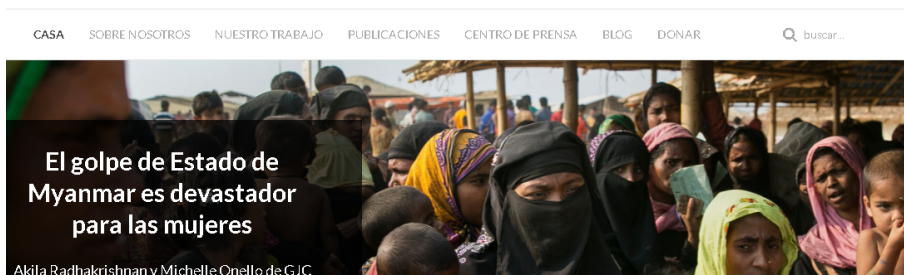 CASA SOBRE NOSOTROS NUESTRO TRABAJO PUBLICACIONES CENTRO DE PRENSA BLOG DONAR buscar...
El golpe de Estado de
Myanmar es devastador
para las mujeres
Akila Radhakrishnan y Michelle Onello de GJC